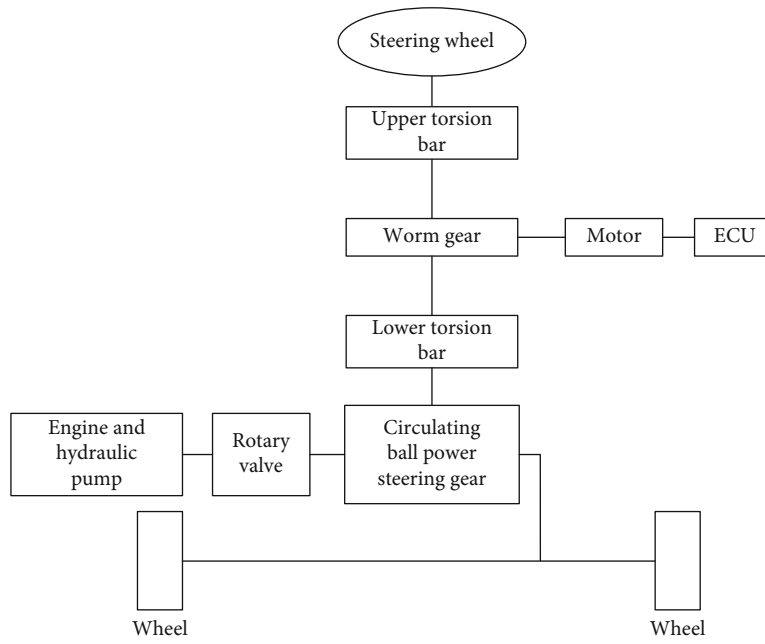 Steering wheel
Upper torsion
bar
Worm gear
Motor
ECU
Lower torsion
bar
Engine and
hydraulic
pump
Rotary
valve
Circulating
ball power
steering gear
Wheel
Wheel